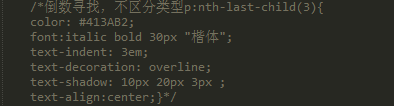 /*倒数寻找，不区分类型p:nth-last-child(3){
color: #413AB2;
font:italic bold 30px "楷体";
text-indent: 3em;
text-decoration: overline;
text-shadow: 10px 20px 3px ;
text-align:center;}*/